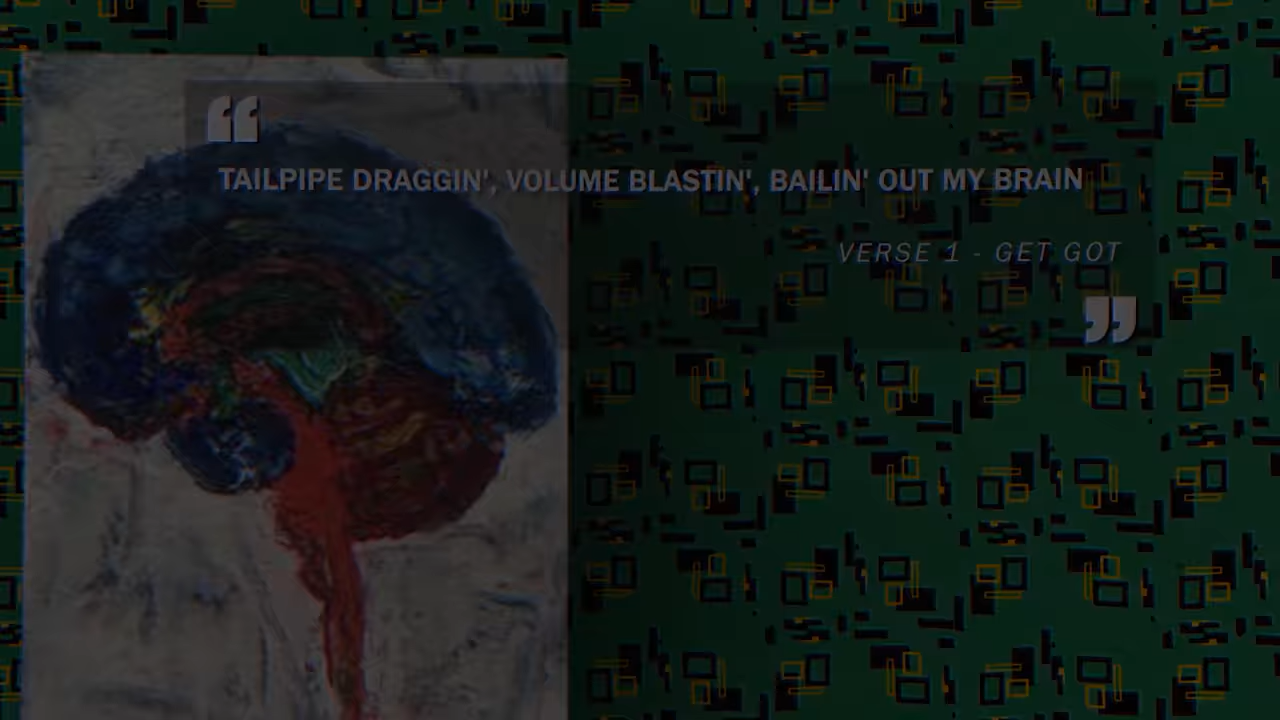 “
TAILPIPE DRAGGIN', VOLUME BLASTIN', BAILIN' OUT MY BRAIN
VERSE 1 - GET GOT
”